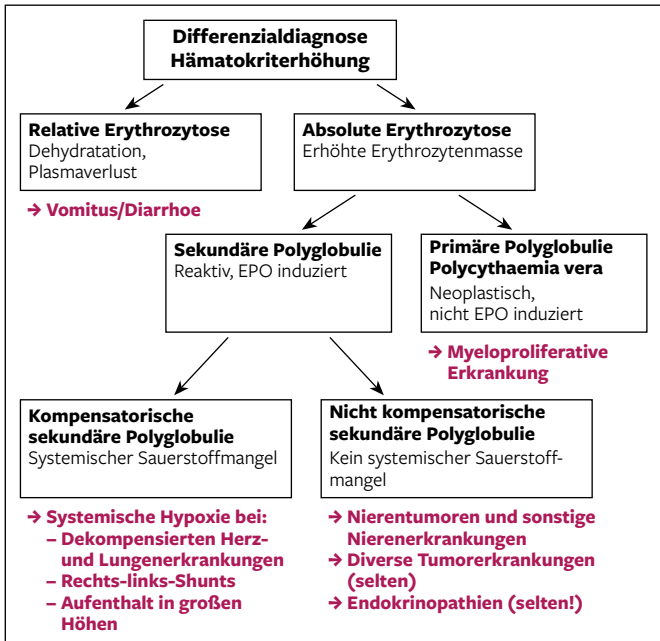 Differenzialdiagnose
Hämatokriterhöhung
Relative Erythrozytose
Dehydratation,
Plasmaverlust
→ Vomitus/Diarrhoe
Absolute Erythrozytose
Erhöhte Erythrozytenmasse
Sekundäre Polyglobulie
Reaktiv, EPO induziert
Primäre Polyglobulie
Polycythaemia vera
Neoplastisch,
nicht EPO induziert
→ Myeloproliferative
Erkrankung
Kompensatorische
sekundäre Polyglobulie
Systemischer Sauerstoffmangel
→ Systemische Hypoxie bei:
– Dekompensierten Herz-
und Lungenerkrankungen
– Rechts-links-Shunts
– Aufenthalt in großen
Höhen
Nicht kompensatorische
sekundäre Polyglobulie
Kein systemischer Sauerstoff-
mangel
→ Nierentumoren und sonstige
Nierenerkrankungen
→ Diverse Tumorerkrankungen
(selten)
→ Endokrinopathien (selten!)